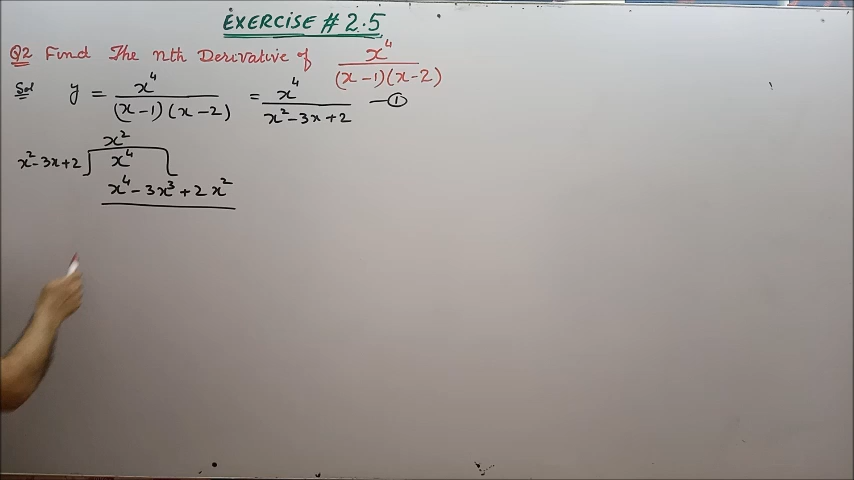 EXERCISE # 2.5
Q2 Find The nth Derivative of x⁴/((x-1)(x-2))
Sol y = x⁴/((x-1)(x-2)) = x⁴/(x²-3x+2) —①
x²
x²-3x+2 ) x⁴
x⁴-3x³+2x²